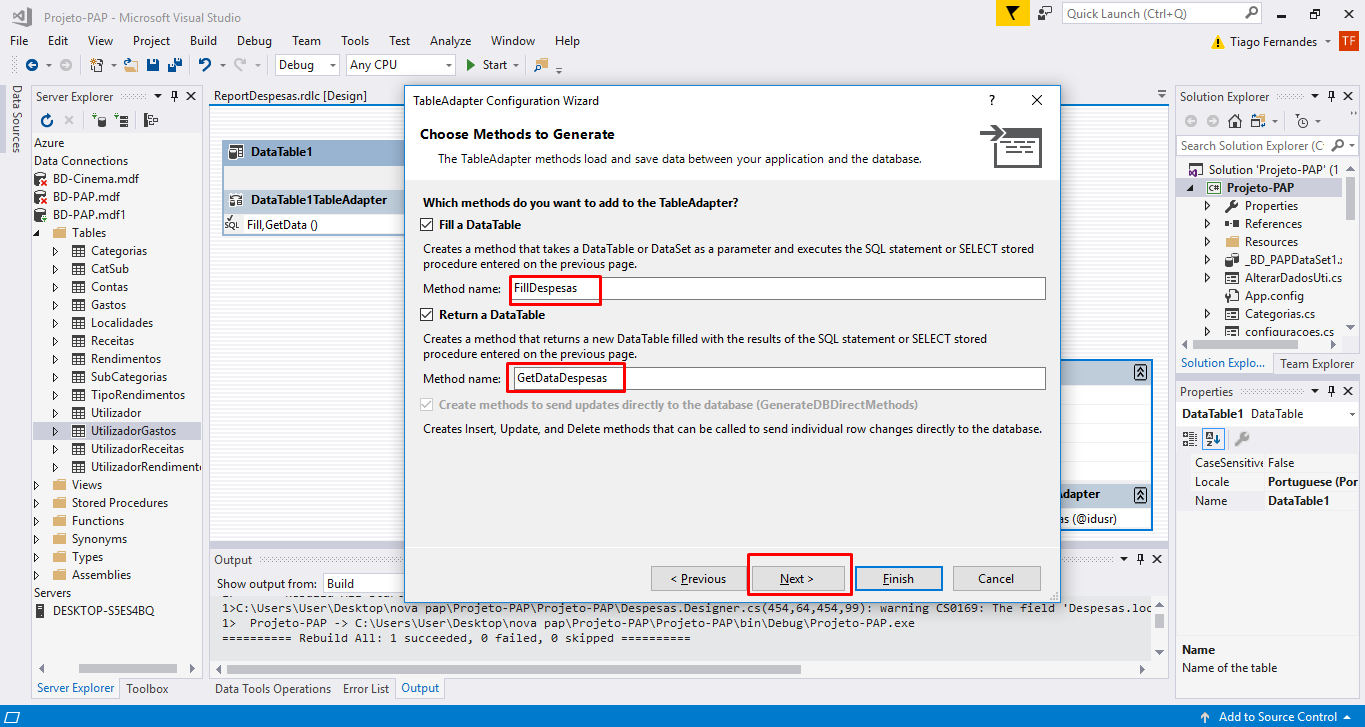 Projeto-PAP - Microsoft Visual Studio
Quick Launch (Ctrl+Q)
File Edit View Project Build Debug Team Tools Test Analyze Window Help
Tiago Fernandes TF
Debug Any CPU Start
Data Sources
Server Explorer
Azure
Data Connections
BD-Cinema.mdf
BD-PAP.mdf
BD-PAP.mdf1
Tables
Categorias
CatSub
Contas
Gastos
Localidades
Receitas
Rendimentos
SubCategorias
TipoRendimentos
Utilizador
UtilizadorGastos
UtilizadorReceitas
UtilizadorRendimento
Views
Stored Procedures
Functions
Synonyms
Types
Assemblies
Servers
DESKTOP-S5ES4BQ
Server Explorer Toolbox
ReportDespesas.rdlc [Design]
DataTable1
DataTable1TableAdapter
SQL Fill,GetData ()
TableAdapter Configuration Wizard
?
Choose Methods to Generate
The TableAdapter methods load and save data between your application and the database.
Which methods do you want to add to the TableAdapter?
Fill a DataTable
Creates a method that takes a DataTable or DataSet as a parameter and executes the SQL statement or SELECT stored
procedure entered on the previous page.
Method name: FillDespesas
Return a DataTable
Creates a method that returns a new DataTable filled with the results of the SQL statement or SELECT stored
procedure entered on the previous page.
Method name: GetDataDespesas
Create methods to send updates directly to the database (GenerateDBDirectMethods)
Creates Insert, Update, and Delete methods that can be called to send individual row changes directly to the database.
< Previous Next > Finish Cancel
Adapter
as (@idusr)
Output
Show output from: Build
1>C:\Users\User\Desktop\nova pap\Projeto-PAP\Projeto-PAP\Despesas.Designer.cs(454,64,454,99): warning CS0169: The field 'Despesas.loc
1> Projeto-PAP -> C:\Users\User\Desktop\nova pap\Projeto-PAP\Projeto-PAP\bin\Debug\Projeto-PAP.exe
========== Rebuild All: 1 succeeded, 0 failed, 0 skipped ==========
Data Tools Operations Error List Output
Solution Explorer
Search Solution Explorer (C
Solution 'Projeto-PAP' (1
C# Projeto-PAP
Properties
References
Resources
_BD_PAPDataSet1.x
AlterarDadosUti.cs
App.config
Categorias.cs
configuracoes.cs
Solution Explo... Team Explorer
Properties
DataTable1 DataTable
CaseSensitive False
Locale Portuguese (Por
Name DataTable1
Name
Name of the table
Add to Source Control